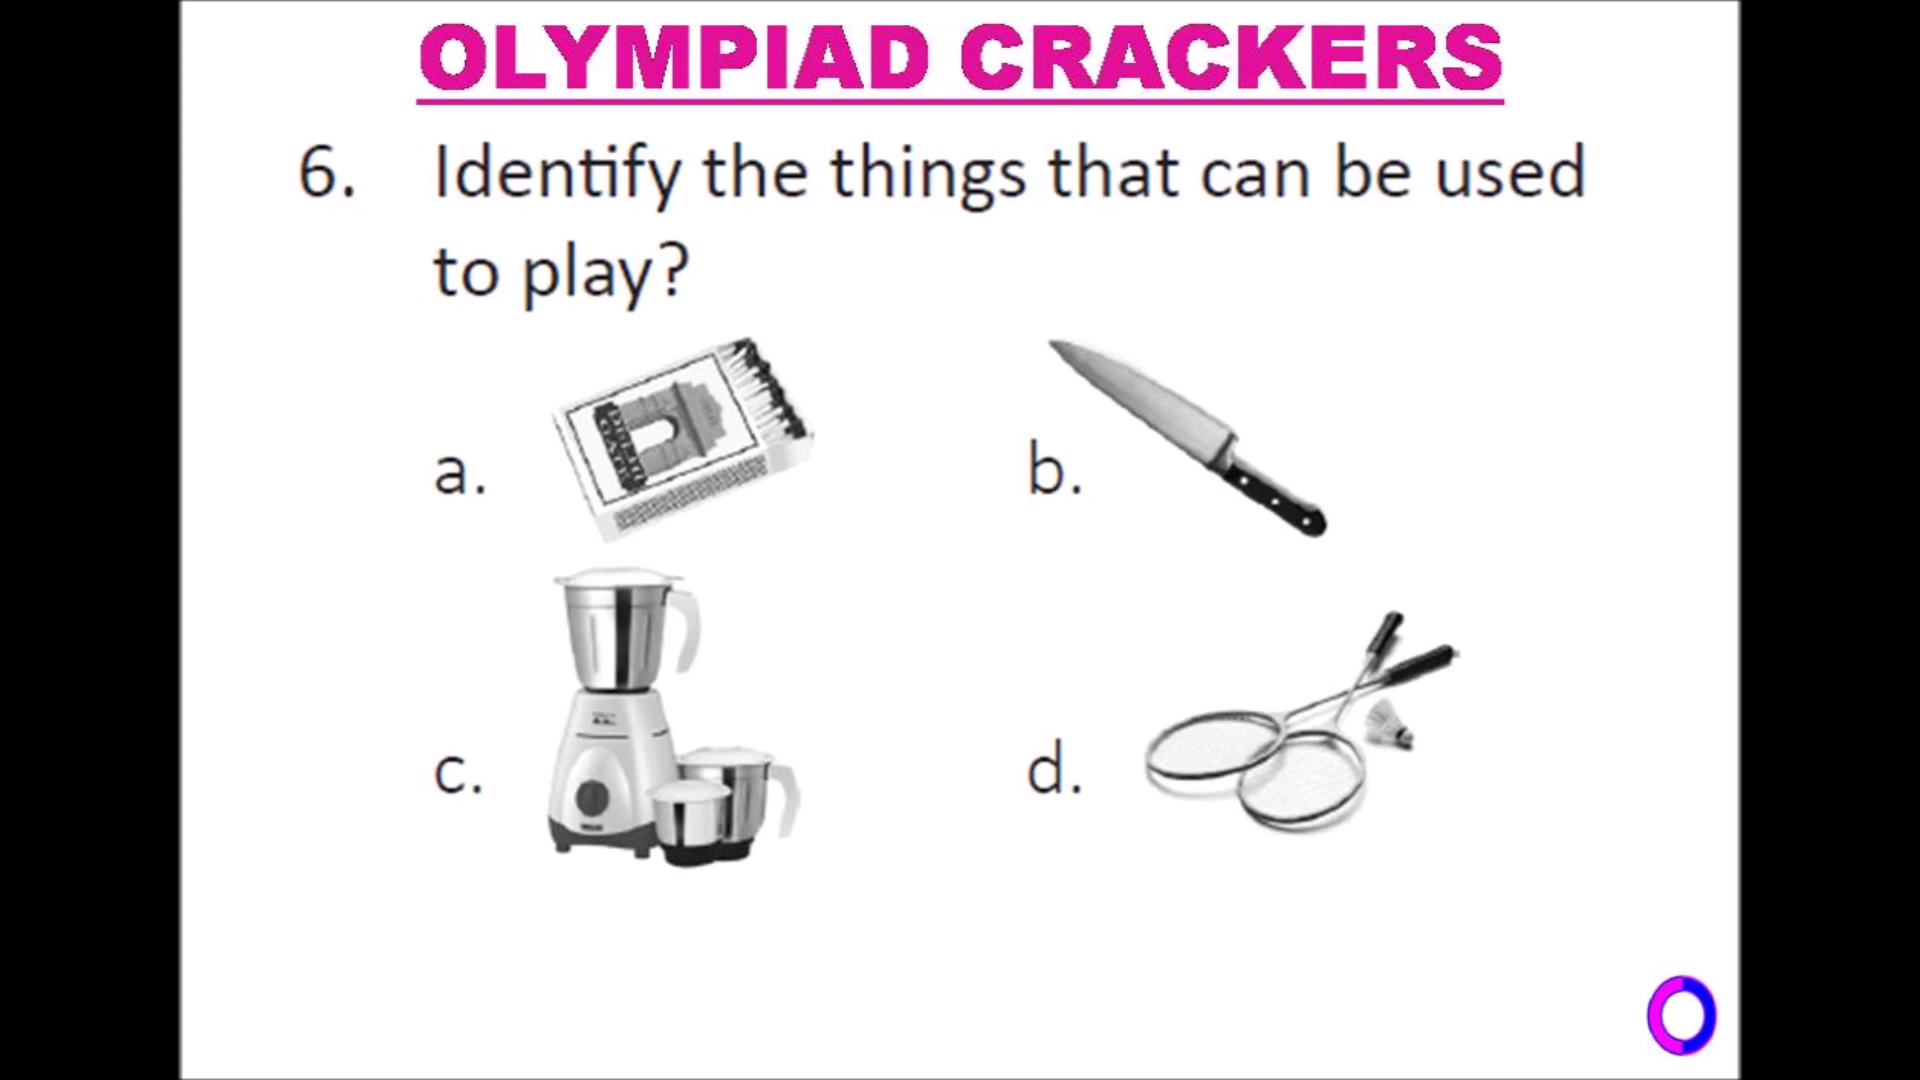 OLYMPIAD CRACKERS
6. Identify the things that can be used
to play?
a.
b.
c.
d.